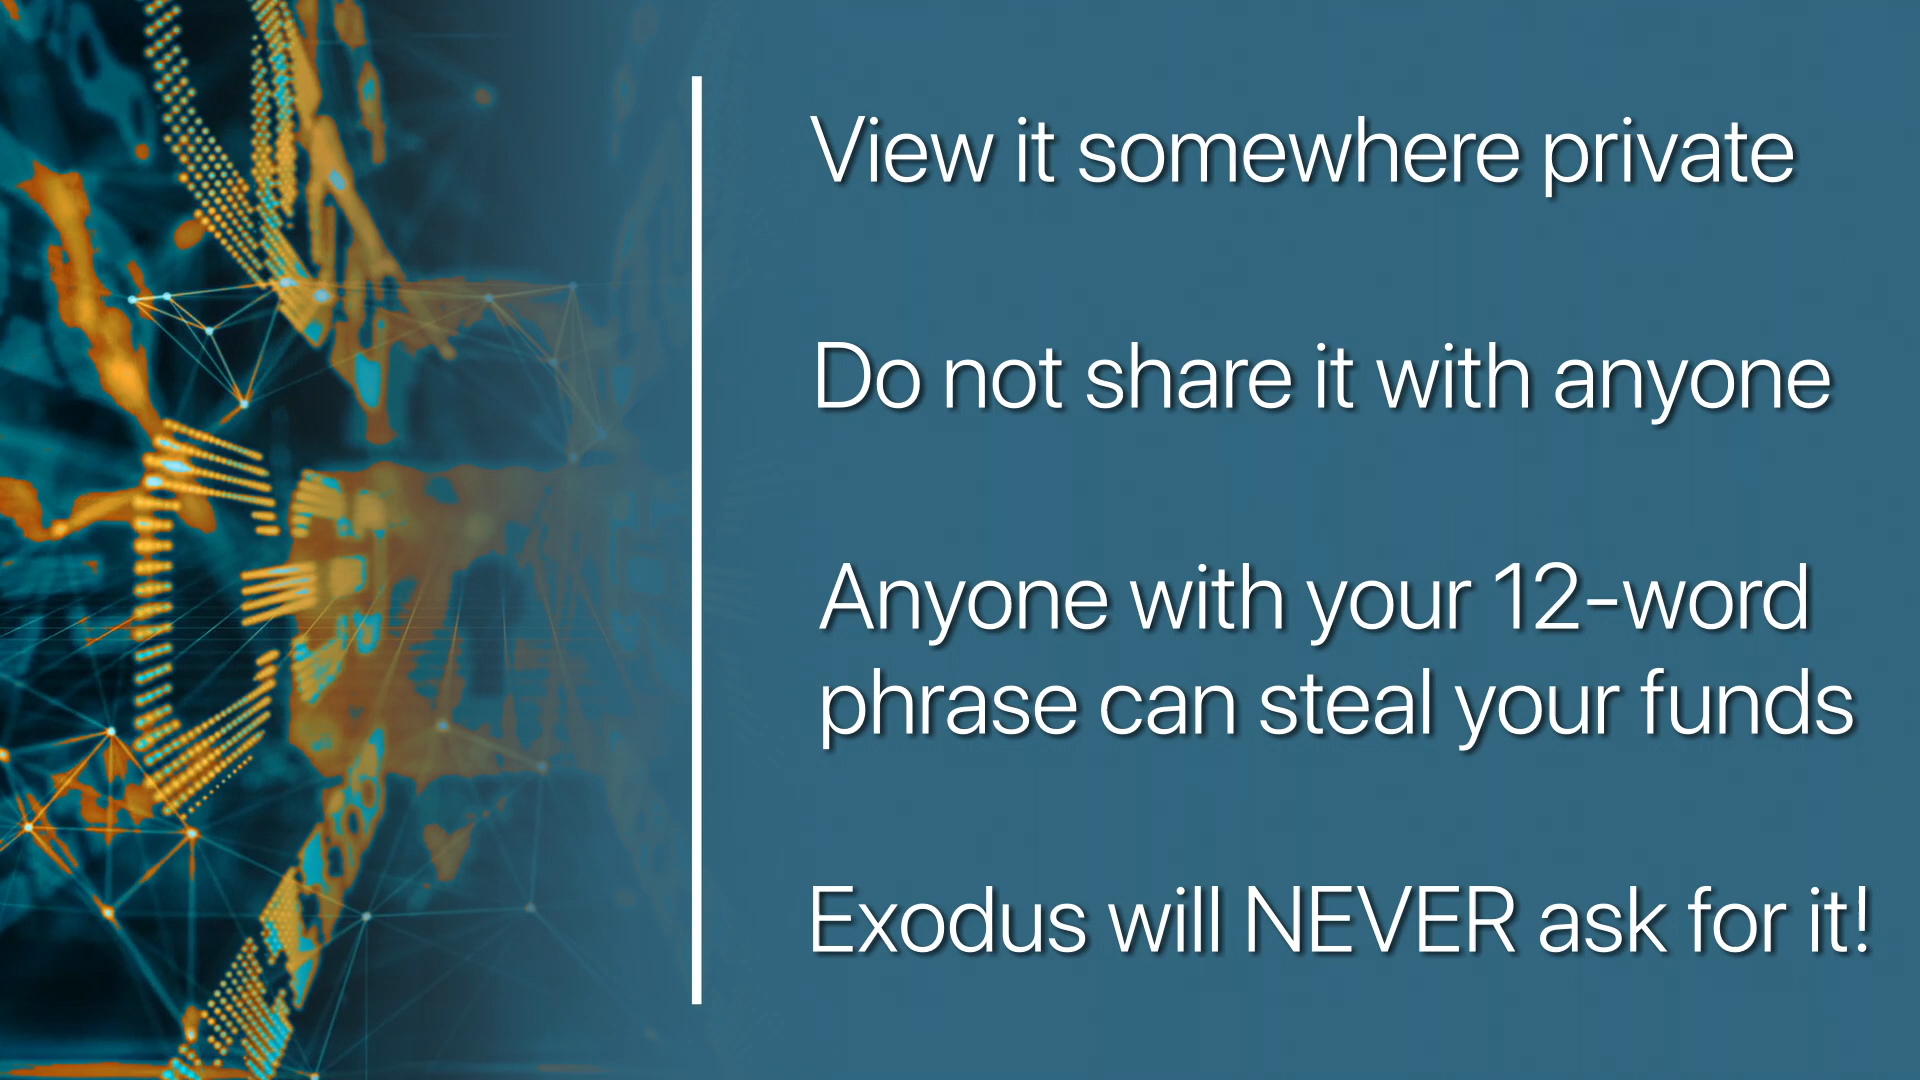 View it somewhere private
Do not share it with anyone
Anyone with your 12-word
phrase can steal your funds
Exodus will NEVER ask for it!